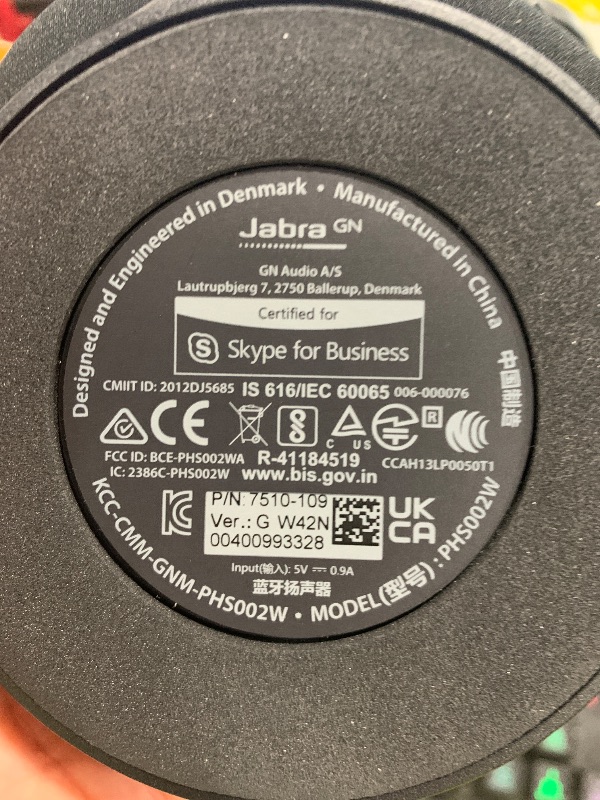 Designed and Engineered in Denmark • Manufactured in China 中国制造
Jabra GN
GN Audio A/S
Lautrupbjerg 7, 2750 Ballerup, Denmark
Certified for
S Skype for Business
CMIIT ID: 2012DJ5685 IS 616/IEC 60065 006-000076
CE
C US
R
FCC ID: BCE-PHS002WA R-41184519 CCAH13LP0050T1
IC: 2386C-PHS002W www.bis.gov.in
P/N: 7510-109
Ver.: G W42N
00400993328
UK
CA
Input(输入): 5V 0.9A
蓝牙扬声器
KCC-CMM-GNM-PHS002W • MODEL(型号): PHS002W